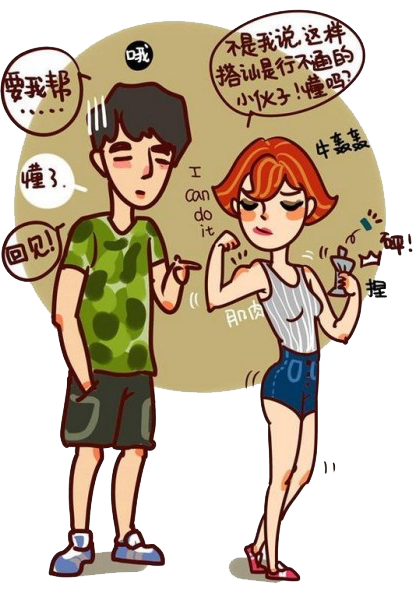 哦
不是我说,这样
搭讪是行不通的
小伙子!懂吗?
要我帮
......
牛轰轰
懂了.
I
can
do
it
砰!
回见!
捏
肌肉